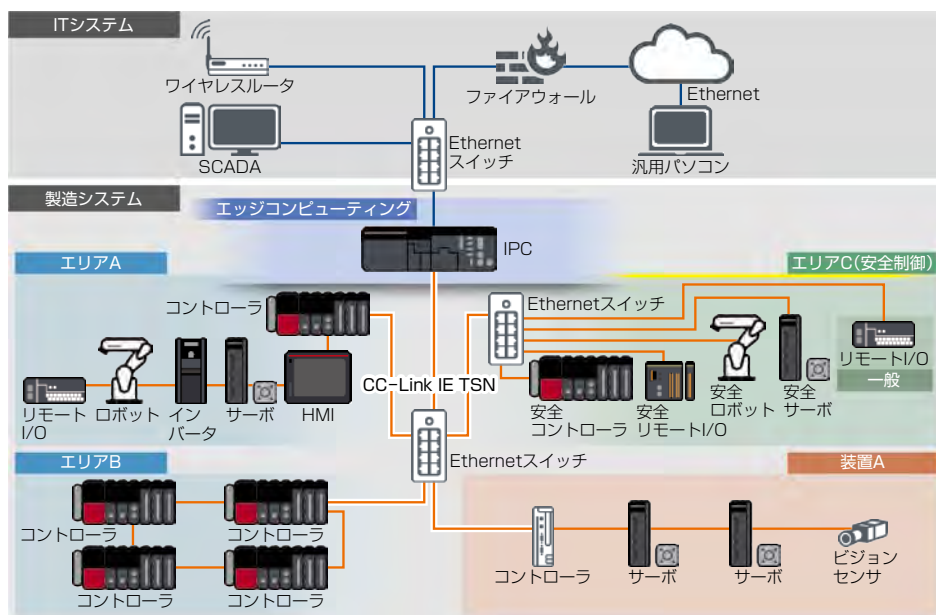 ITシステム
ワイヤレスルータ
ファイアウォール
Ethernet
SCADA
Ethernet
スイッチ
汎用パソコン
製造システム
エッジコンピューティング
IPC
エリアA
エリアC(安全制御)
コントローラ
Ethernetスイッチ
リモート
I/O
ロボット
イン
バータ
サーボ
HMI
CC-Link IE TSN
安全
コントローラ
安全
リモートI/O
安全
ロボット
安全
サーボ
リモートI/O
一般
エリアB
Ethernetスイッチ
装置A
コントローラ
コントローラ
コントローラ
コントローラ
コントローラ
サーボ
サーボ
ビジョン
センサ